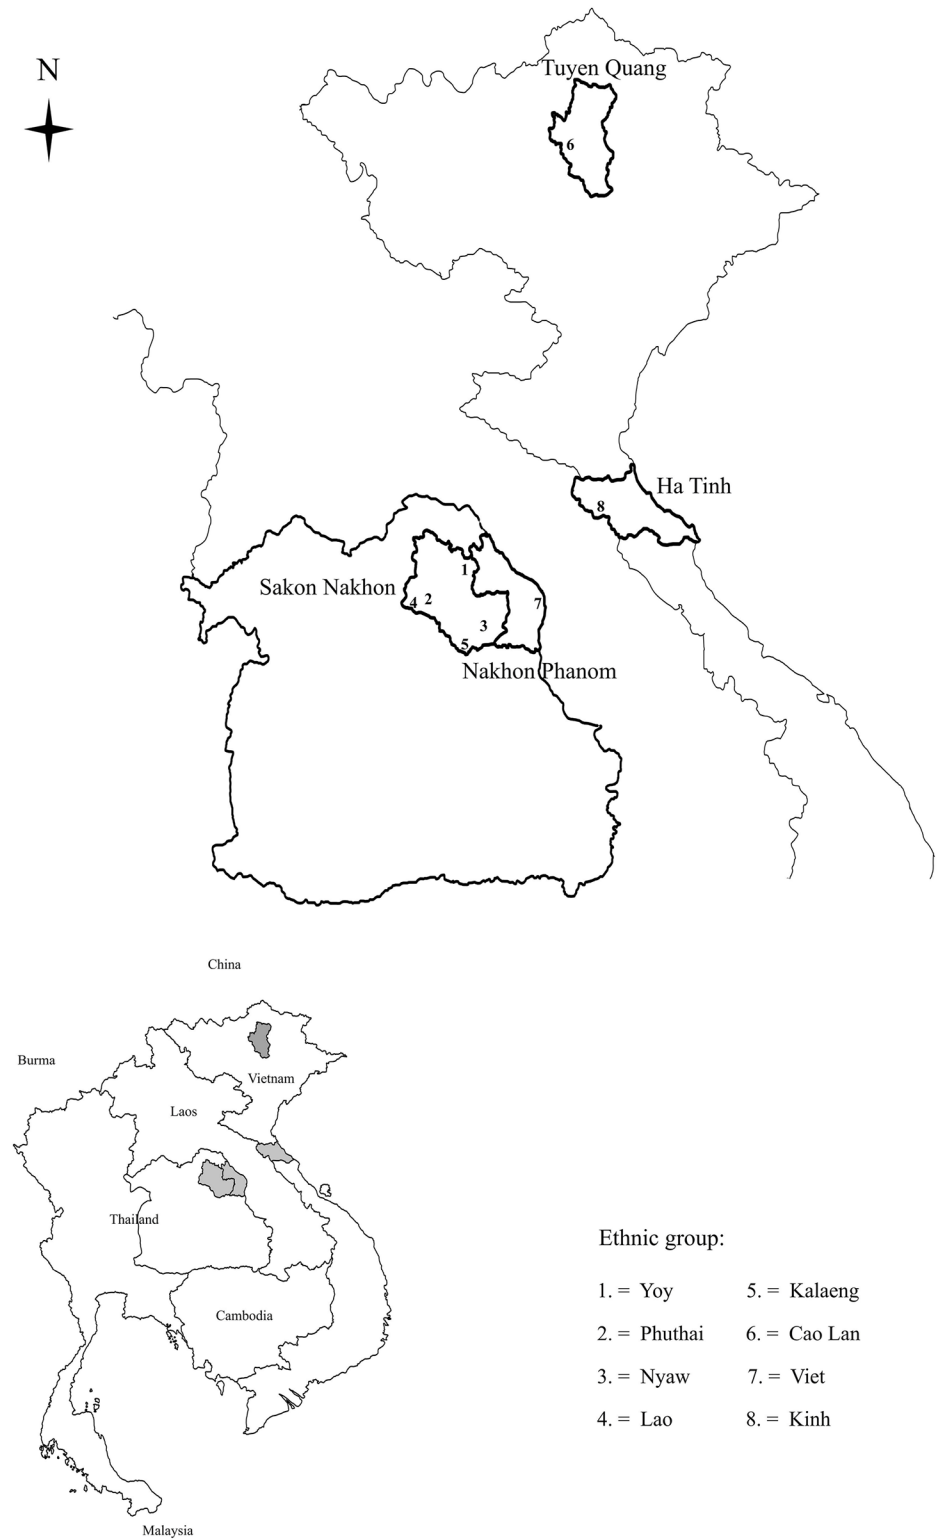 Tuyen Quang
N
6
Ha Tinh
8
1
Sakon Nakhon
4 2
7
3
5
Nakhon Phanom
China
Burma
Vietnam
Laos
Thailand
Cambodia
Malaysia
Ethnic group:
1. = Yoy
2. = Phuthai
3. = Nyaw
4. = Lao
5. = Kalaeng
6. = Cao Lan
7. = Viet
8. = Kinh